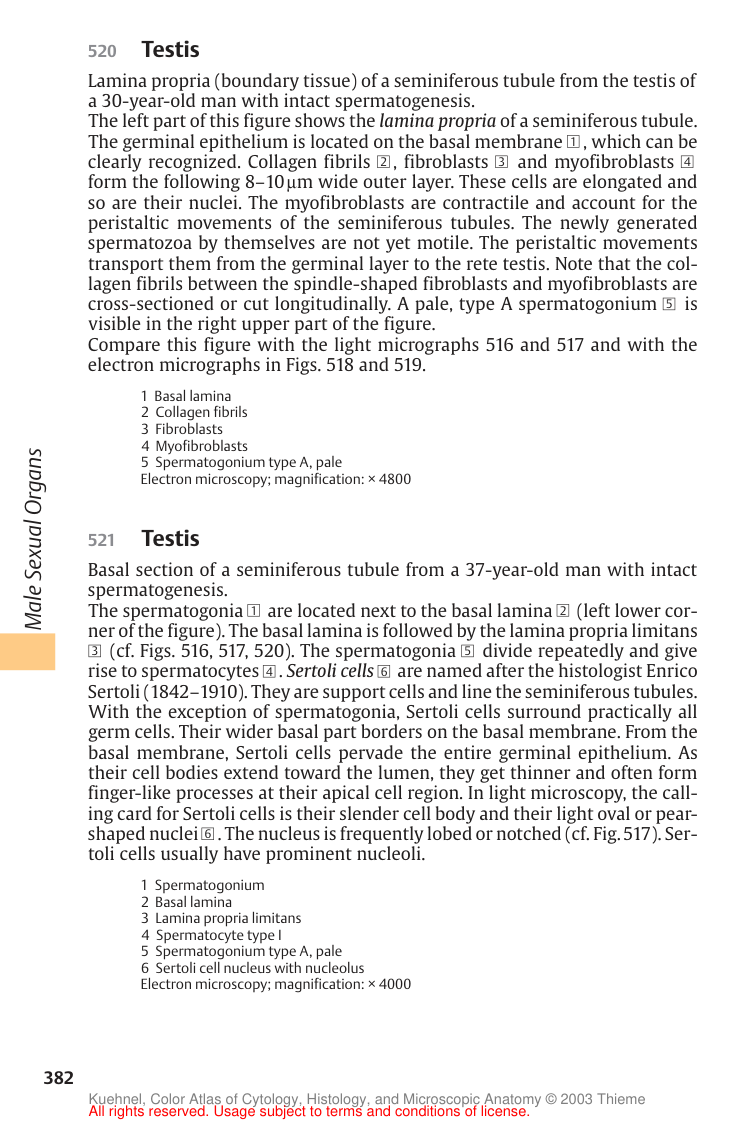 520 Testis
Lamina propria (boundary tissue) of a seminiferous tubule from the testis of
a 30-year-old man with intact spermatogenesis.
The left part of this figure shows the lamina propria of a seminiferous tubule.
The germinal epithelium is located on the basal membrane 1, which can be
clearly recognized. Collagen fibrils 2, fibroblasts 3 and myofibroblasts 4
form the following 8–10 μm wide outer layer. These cells are elongated and
so are their nuclei. The myofibroblasts are contractile and account for the
peristaltic movements of the seminiferous tubules. The newly generated
spermatozoa by themselves are not yet motile. The peristaltic movements
transport them from the germinal layer to the rete testis. Note that the col-
lagen fibrils between the spindle-shaped fibroblasts and myofibroblasts are
cross-sectioned or cut longitudinally. A pale, type A spermatogonium 5 is
visible in the right upper part of the figure.
Compare this figure with the light micrographs 516 and 517 and with the
electron micrographs in Figs. 518 and 519.
1 Basal lamina
2 Collagen fibrils
3 Fibroblasts
4 Myofibroblasts
5 Spermatogonium type A, pale
Electron microscopy; magnification: × 4800
Male Sexual Organs
521 Testis
Basal section of a seminiferous tubule from a 37-year-old man with intact
spermatogenesis.
The spermatogonia 1 are located next to the basal lamina 2 (left lower cor-
ner of the figure). The basal lamina is followed by the lamina propria limitans
3 (cf. Figs. 516, 517, 520). The spermatogonia 5 divide repeatedly and give
rise to spermatocytes 4. Sertoli cells 6 are named after the histologist Enrico
Sertoli (1842–1910). They are support cells and line the seminiferous tubules.
With the exception of spermatogonia, Sertoli cells surround practically all
germ cells. Their wider basal part borders on the basal membrane. From the
basal membrane, Sertoli cells pervade the entire germinal epithelium. As
their cell bodies extend toward the lumen, they get thinner and often form
finger-like processes at their apical cell region. In light microscopy, the call-
ing card for Sertoli cells is their slender cell body and their light oval or pear-
shaped nuclei 6. The nucleus is frequently lobed or notched (cf. Fig. 517). Ser-
toli cells usually have prominent nucleoli.
1 Spermatogonium
2 Basal lamina
3 Lamina propria limitans
4 Spermatocyte type I
5 Spermatogonium type A, pale
6 Sertoli cell nucleus with nucleolus
Electron microscopy; magnification: × 4000
382
Kuehnel, Color Atlas of Cytology, Histology, and Microscopic Anatomy © 2003 Thieme
All rights reserved. Usage subject to terms and conditions of license.